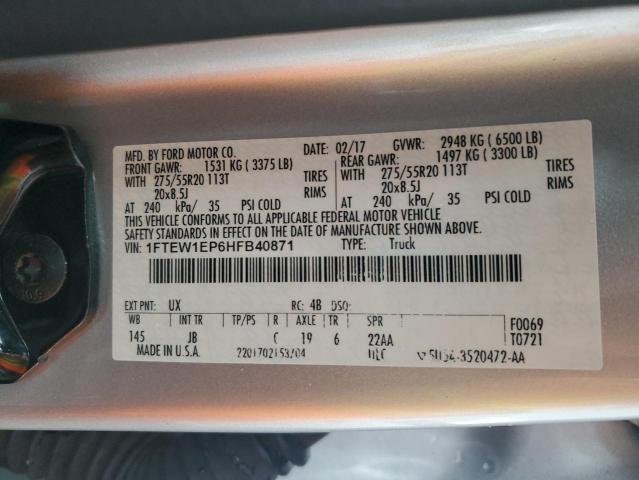 MFD. BY FORD MOTOR CO. DATE: 02/17 GVWR: 2948 KG ( 6500 LB)
FRONT GAWR: 1531 KG ( 3375 LB) REAR GAWR: 1497 KG ( 3300 LB)
WITH 275/55R20 113T TIRES WITH 275/55R20 113T TIRES
20x8.5J RIMS 20x8.5J RIMS
AT 240 kPa/ 35 PSI COLD AT 240 kPa/ 35 PSI COLD
THIS VEHICLE CONFORMS TO ALL APPLICABLE FEDERAL MOTOR VEHICLE
SAFETY STANDARDS IN EFFECT ON THE DATE OF MANUFACTURE SHOWN ABOVE.
VIN: 1FTEW1EP6HFB40871 TYPE: Truck
EXT PNT: UX RC: 4B DSO:
WB INT TR TP/PS R AXLE TR SPR F0069
145 JB C 19 6 22AA T0721
MADE IN U.S.A.